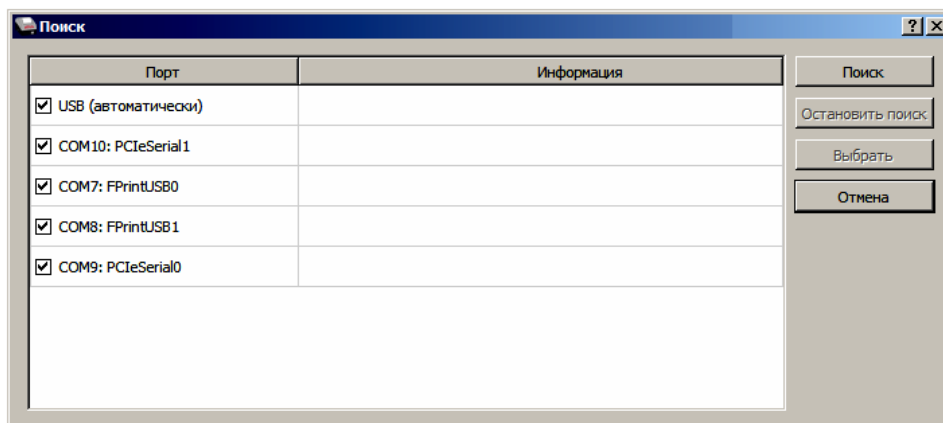 Поиск
Порт Информация
USB (автоматически)
COM10: PCIeSerial1
COM7: FPrintUSB0
COM8: FPrintUSB1
COM9: PCIeSerial0
Поиск
Остановить поиск
Выбрать
Отмена